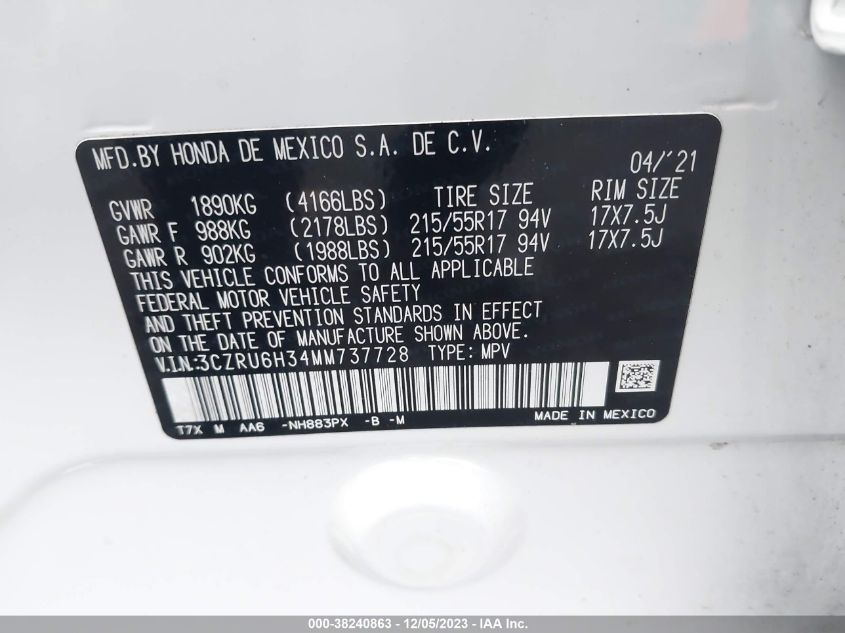 MFD.BY HONDA DE MEXICO S.A. DE C.V.
04/'21
GVWR 1890KG (4166LBS) TIRE SIZE RIM SIZE
GAWR F 988KG (2178LBS) 215/55R17 94V 17X7.5J
GAWR R 902KG (1988LBS) 215/55R17 94V 17X7.5J
THIS VEHICLE CONFORMS TO ALL APPLICABLE
FEDERAL MOTOR VEHICLE SAFETY
AND THEFT PREVENTION STANDARDS IN EFFECT
ON THE DATE OF MANUFACTURE SHOWN ABOVE.
V.I.N:3CZRU6H34MM737728 TYPE: MPV
T7X M AA6 -NH883PX -B -M MADE IN MEXICO
000-38240863 - 12/05/2023 - IAA Inc.